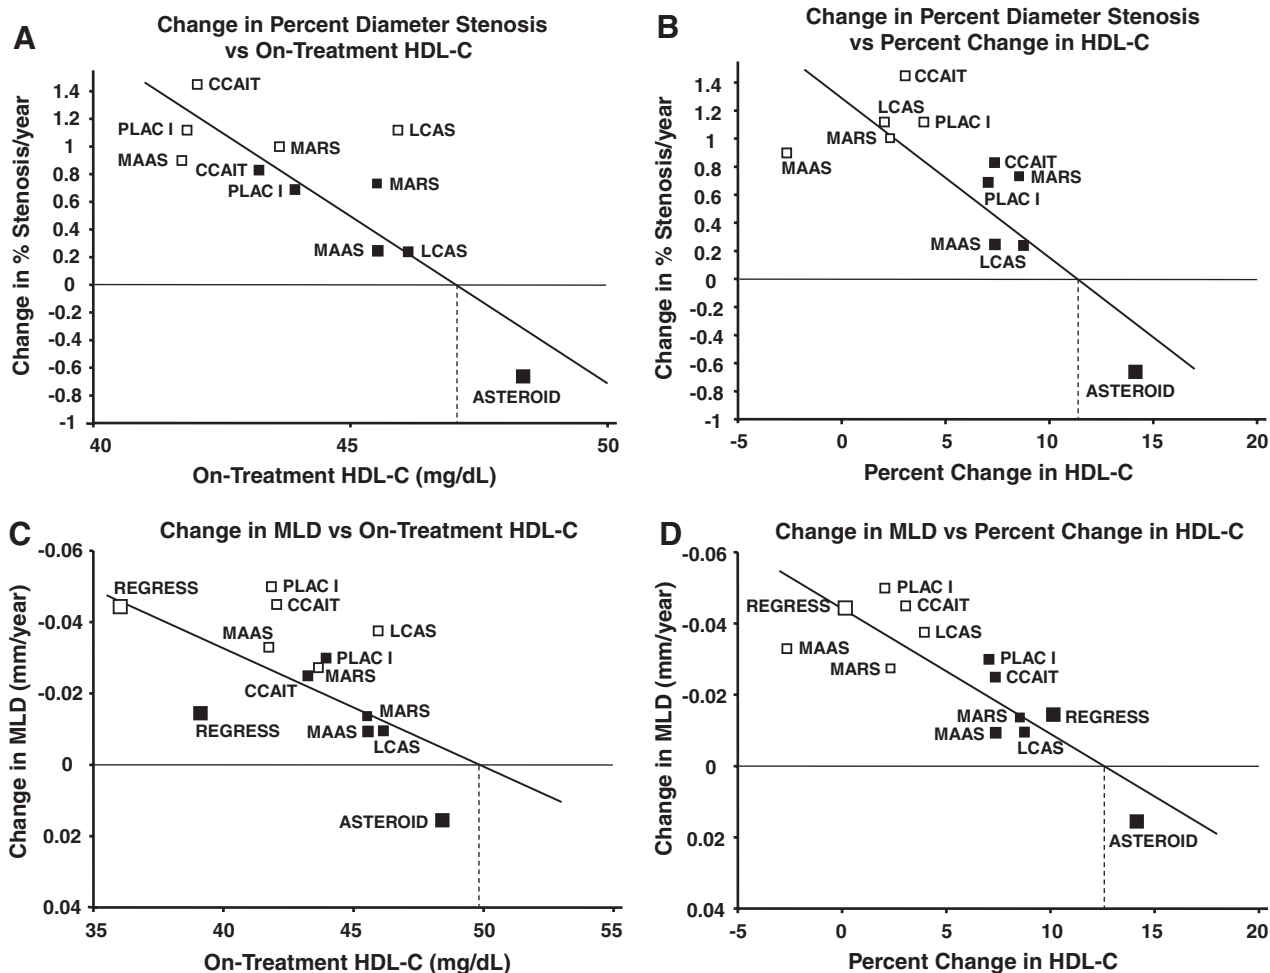 A
Change in Percent Diameter Stenosis
vs On-Treatment HDL-C
Change in % Stenosis/year
1.4
1.2
1
0.8
0.6
0.4
0.2
0
-0.2
-0.4
-0.6
-0.8
-1
CCAIT
PLAC I
LCAS
MARS
MAAS
CCAIT
PLAC I
MARS
MAAS
LCAS
ASTEROID
40
45
50
On-Treatment HDL-C (mg/dL)
B
Change in Percent Diameter Stenosis
vs Percent Change in HDL-C
Change in % Stenosis/year
1.4
1.2
1
0.8
0.6
0.4
0.2
0
-0.2
-0.4
-0.6
-0.8
-1
CCAIT
LCAS
PLAC I
MARS
MAAS
CCAIT
MARS
PLAC I
MAAS
LCAS
ASTEROID
-5
0
5
10
15
20
Percent Change in HDL-C
C
Change in MLD vs On-Treatment HDL-C
Change in MLD (mm/year)
-0.06
-0.04
-0.02
0
0.02
0.04
REGRESS
PLAC I
CCAIT
MAAS
LCAS
PLAC I
MARS
CCAIT
REGRESS
MARS
MAAS
LCAS
ASTEROID
35
40
45
50
55
On-Treatment HDL-C (mg/dL)
D
Change in MLD vs Percent Change in HDL-C
Change in MLD (mm/year)
-0.06
-0.04
-0.02
0
0.02
0.04
PLAC I
REGRESS
CCAIT
LCAS
MAAS
PLAC I
MARS
CCAIT
MARS
REGRESS
MAAS
LCAS
ASTEROID
-5
0
5
10
15
20
Percent Change in HDL-C